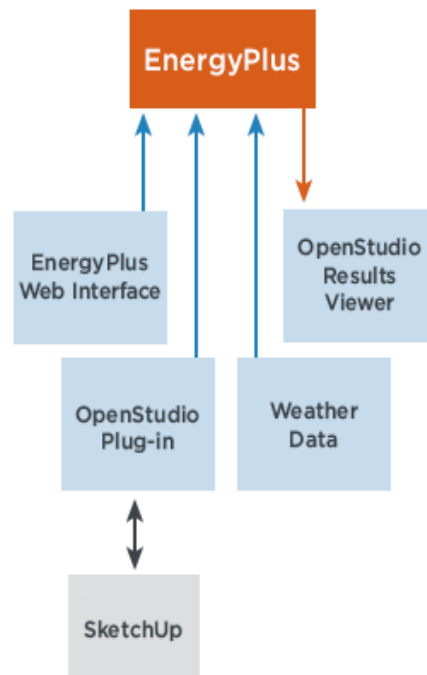 EnergyPlus
EnergyPlus
Web Interface
OpenStudio
Results
Viewer
OpenStudio
Plug-in
Weather
Data
SketchUp